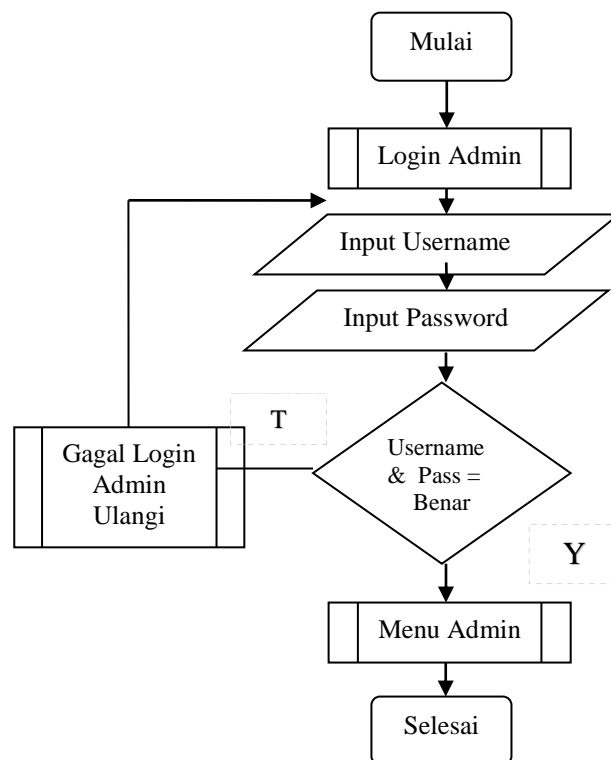 Mulai
Login Admin
Input Username
Input Password
T
Gagal Login
Admin
Ulangi
Username
& Pass =
Benar
Y
Menu Admin
Selesai